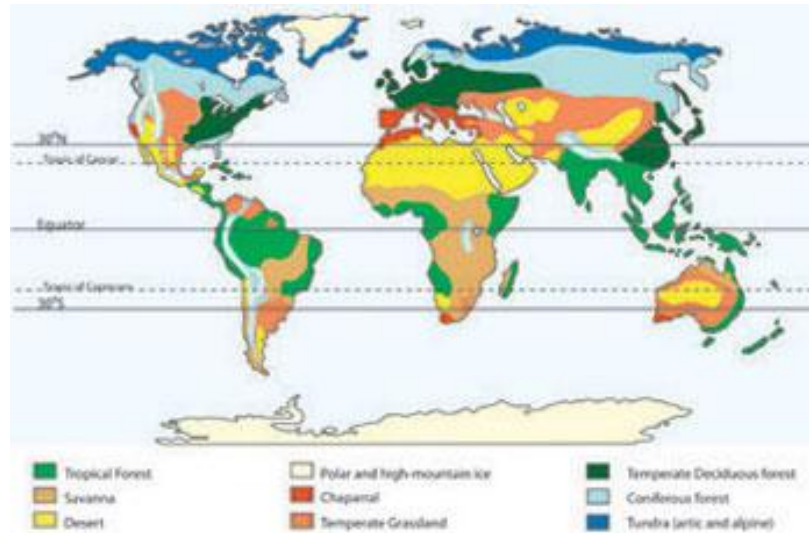 30°N
Tropic of Cancer
Equator
Tropic of Capricorn
30°S
Tropical Forest
Polar and high-mountain ice
Temperate Deciduous forest
Savanna
Chaparral
Coniferous forest
Desert
Temperate Grassland
Tundra (artic and alpine)